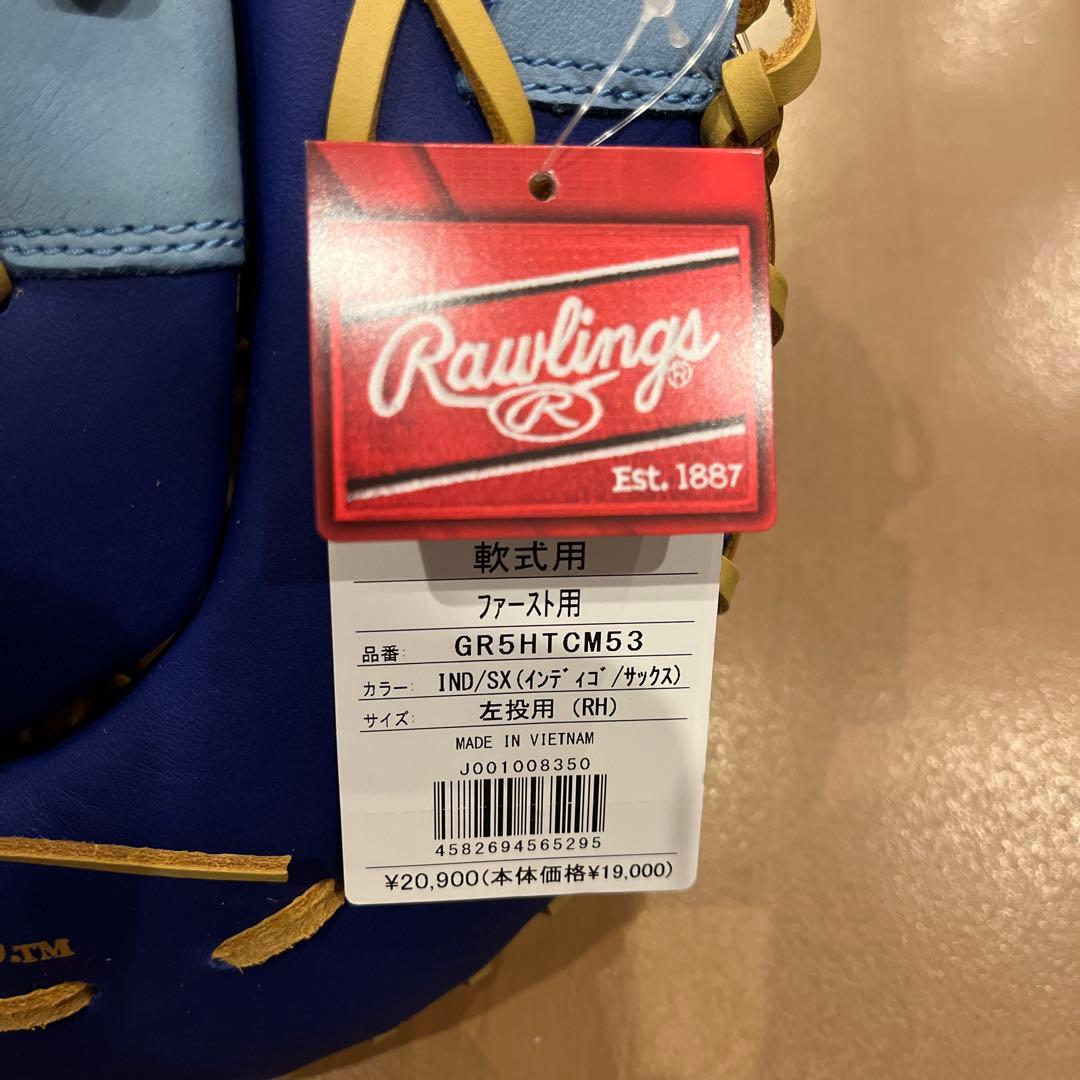 Rawlings®
R
Est. 1887
軟式用
ファースト用
品番: GR5HTCM53
カラー: IND/SX(インディゴ/サックス)
サイズ: 左投用 (RH)
MADE IN VIETNAM
J001008350
4582694565295
¥20,900(本体価格¥19,000)
.TM